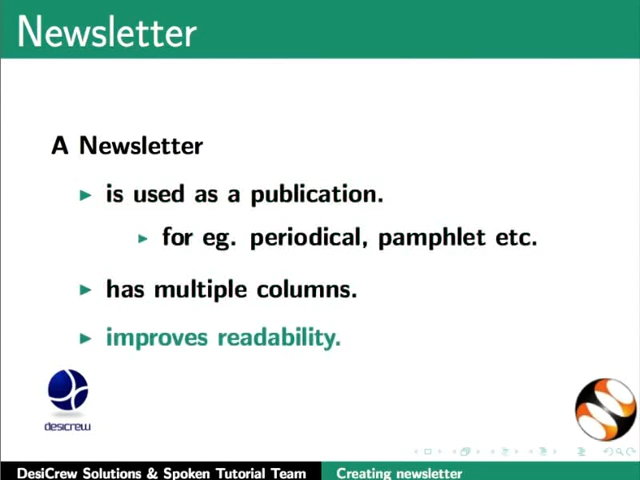 Newsletter
A Newsletter
is used as a publication.
for eg. periodical, pamphlet etc.
has multiple columns.
improves readability.
desicrew
DesiCrew Solutions & Spoken Tutorial Team
Creating newsletter